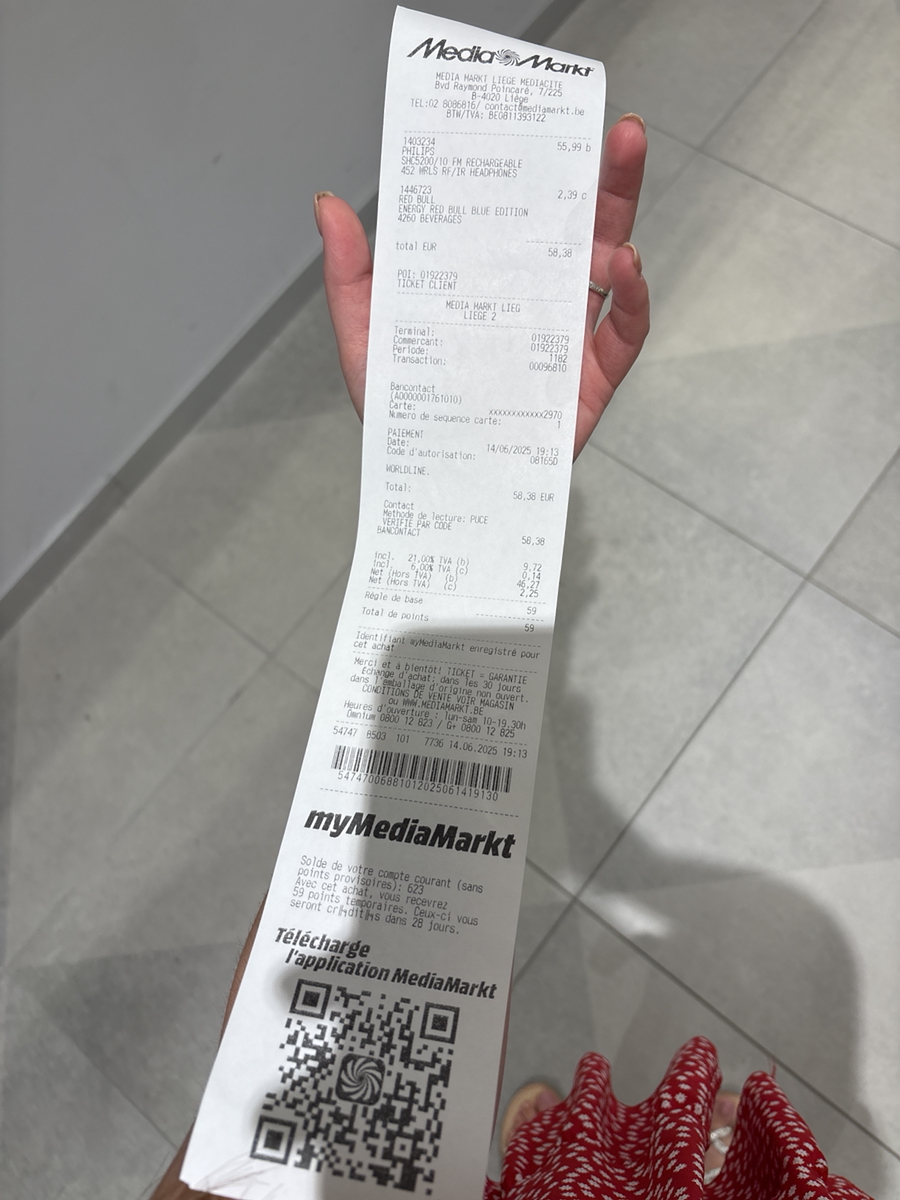 Media Markt
MEDIA MARKT LIEGE MEDIACITE
Bvd Raymond Poincaré, 7/225
B-4020 Liège
TEL:02 8086816/ contact@mediamarkt.be
BTW/TVA: BE0811393122
1403234 55,99 b
PHILIPS
SHC5200/10 FM RECHARGEABLE
452 WRLS RF/IR HEADPHONES
1446723 2,39 c
RED BULL
ENERGY RED BULL BLUE EDITION
4260 BEVERAGES
total EUR 58,38
POI: 01922379
TICKET CLIENT
MEDIA MARKT LIEG
LIEGE 2
Terminal: 01922379
Commercant: 01922379
Periode: 1182
Transaction: 00096810
Bancontact
(A0000001761010)
Carte: xxxxxxxxxxxx2970
Numero de sequence carte: 1
PAIEMENT
Date: 14/06/2025 19:13
Code d'autorisation: 08165D
WORLDLINE.
Total: 58,38 EUR
Contact
Methode de lecture: PUCE
VERIFIE PAR CODE
BANCONTACT 58,38
incl. 21,00% TVA (b) 9,72
incl. 6,00% TVA (c) 0,14
Net (Hors TVA) (b) 46,27
Net (Hors TVA) (c) 2,25
Règle de base 59
Total de points 59
Identifiant myMediaMarkt enregistré pour
cet achat
Merci et à bientôt! TICKET = GARANTIE
Échange d'achat: dans les 30 jours
dans l'emballage d'origine non ouvert.
CONDITIONS DE VENTE VOIR MAGASIN
ou WWW.MEDIAMARKT.BE
Heures d'ouverture : lun-sam 10-19,30h
Omnium 0800 12 823 / G+ 0800 12 825
54747 8503 101 7736 14.06.2025 19:13
myMediaMarkt
Solde de votre compte courant (sans
points provisoires): 623
Avec cet achat, vous recevrez
59 points temporaires. Ceux-ci vous
seront dans 28 jours.
Télécharge
l'application MediaMarkt